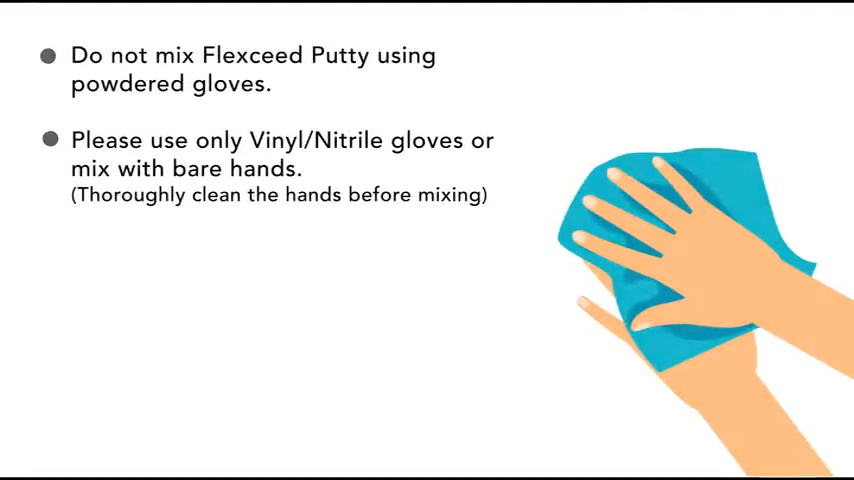 Do not mix Flexceed Putty using
powdered gloves.
Please use only Vinyl/Nitrile gloves or
mix with bare hands.
(Thoroughly clean the hands before mixing)